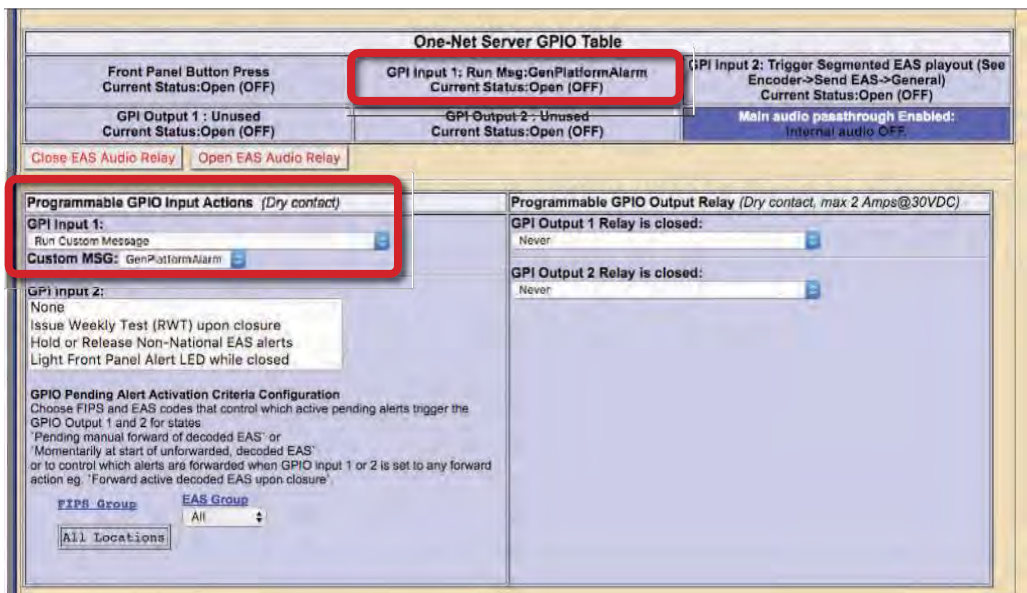 One-Net Server GPIO Table
Front Panel Button Press
Current Status:Open (OFF)
GPI Input 1: Run Msg:GenPlatformAlarm
Current Status:Open (OFF)
GPI Input 2: Trigger Segmented EAS playout (See
Encoder->Send EAS->General)
Current Status:Open (OFF)
GPI Output 1 : Unused
Current Status:Open (OFF)
GPI Output 2 : Unused
Current Status:Open (OFF)
Main audio passthrough Enabled:
Internal audio OFF.
Close EAS Audio Relay
Open EAS Audio Relay
Programmable GPIO Input Actions (Dry contact)
GPI Input 1:
Run Custom Message
Custom MSG: GenPlatformAlarm
GPI Input 2:
None
Issue Weekly Test (RWT) upon closure
Hold or Release Non-National EAS alerts
Light Front Panel Alert LED while closed
GPIO Pending Alert Activation Criteria Configuration
Choose FIPS and EAS codes that control which active pending alerts trigger the
GPIO Output 1 and 2 for states
`Pending manual forward of decoded EAS` or
`Momentarily at start of unforwarded, decoded EAS`
or to control which alerts are forwarded when GPIO input 1 or 2 is set to any forward
action eg. `Forward active decoded EAS upon closure`.
FIPS Group
EAS Group
All
All Locations
Programmable GPIO Output Relay (Dry contact, max 2 Amps@30VDC)
GPI Output 1 Relay is closed:
Never
GPI Output 2 Relay is closed:
Never